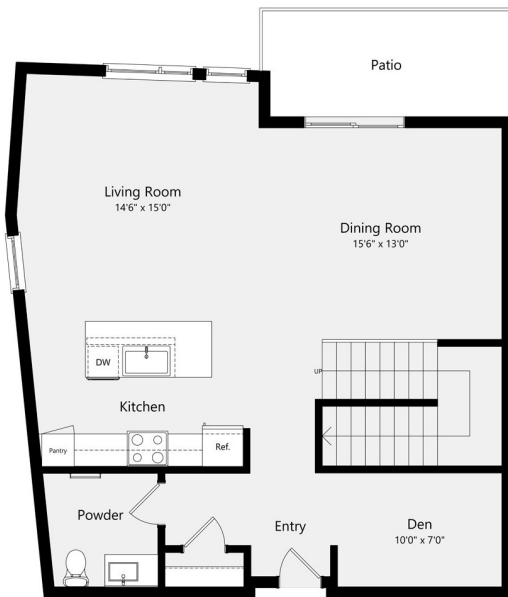 Patio
Living Room
14'6" x 15'0"
Dining Room
15'6" x 13'0"
DW
UP
Kitchen
Pantry
Ref.
Powder
Entry
Den
10'0" x 7'0"